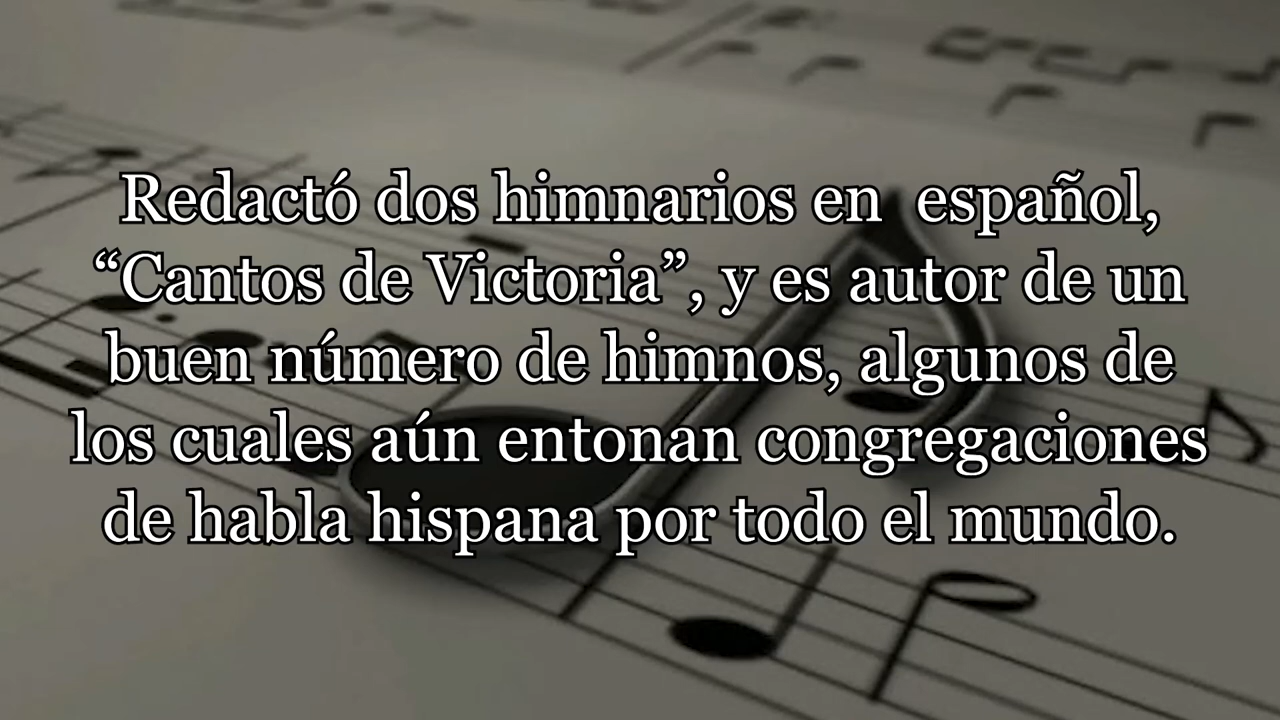 Redactó dos himnarios en  español,
“Cantos de Victoria”, y es autor de un
buen número de himnos, algunos de
los cuales aún entonan congregaciones
de habla hispana por todo el mundo.